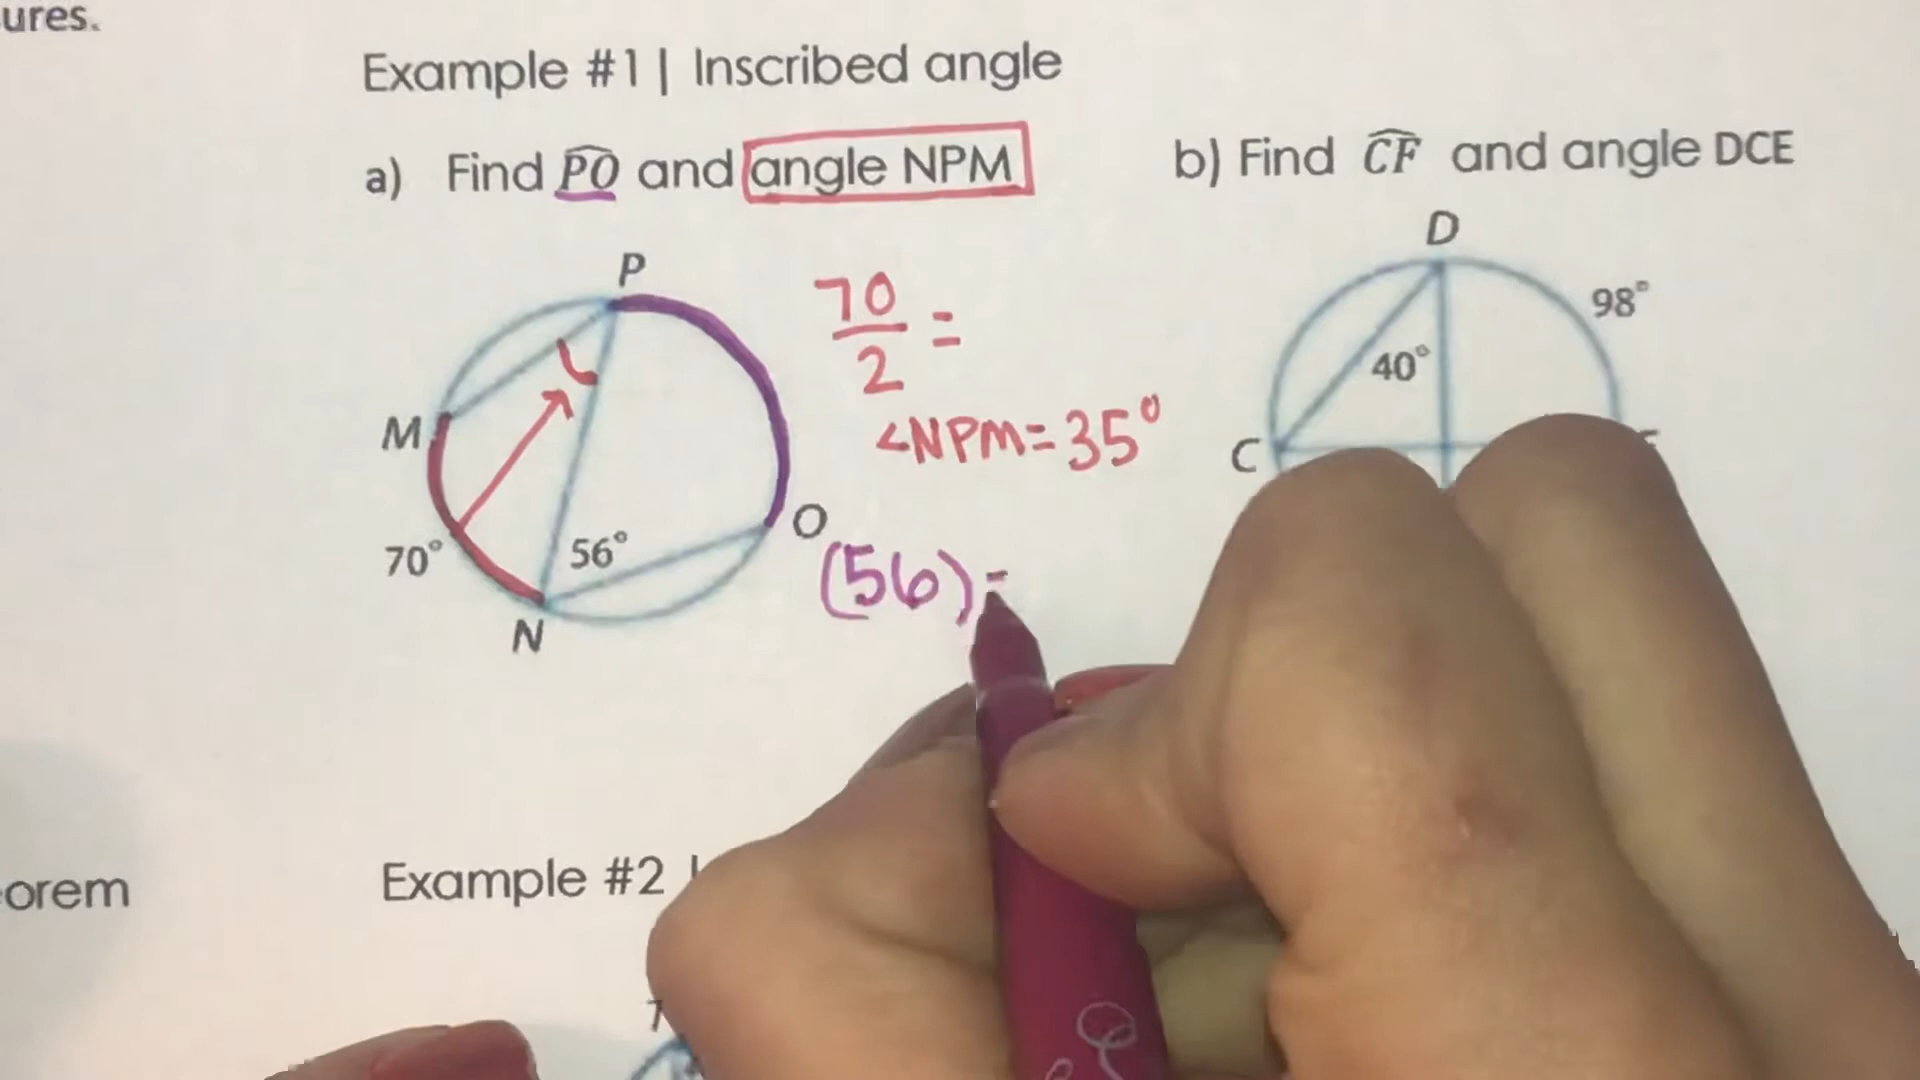 ures.
Example #1 | Inscribed angle
a) Find PO and angle NPM
b) Find CF and angle DCE
P
M
70°
N
56°
O
70
2
=
<NPM=35°
(56)=
D
98°
40°
C
orem
Example #2
T